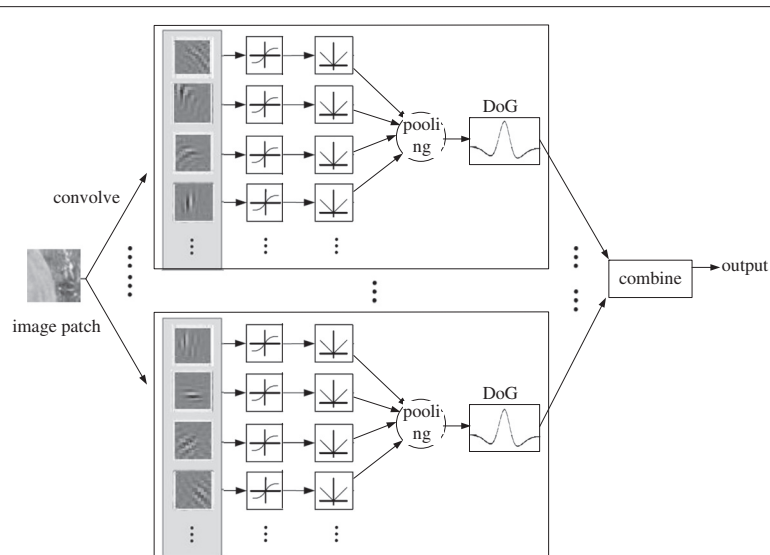 pooli
ng
DoG
convolve
image patch
combine
output
pooli
ng
DoG